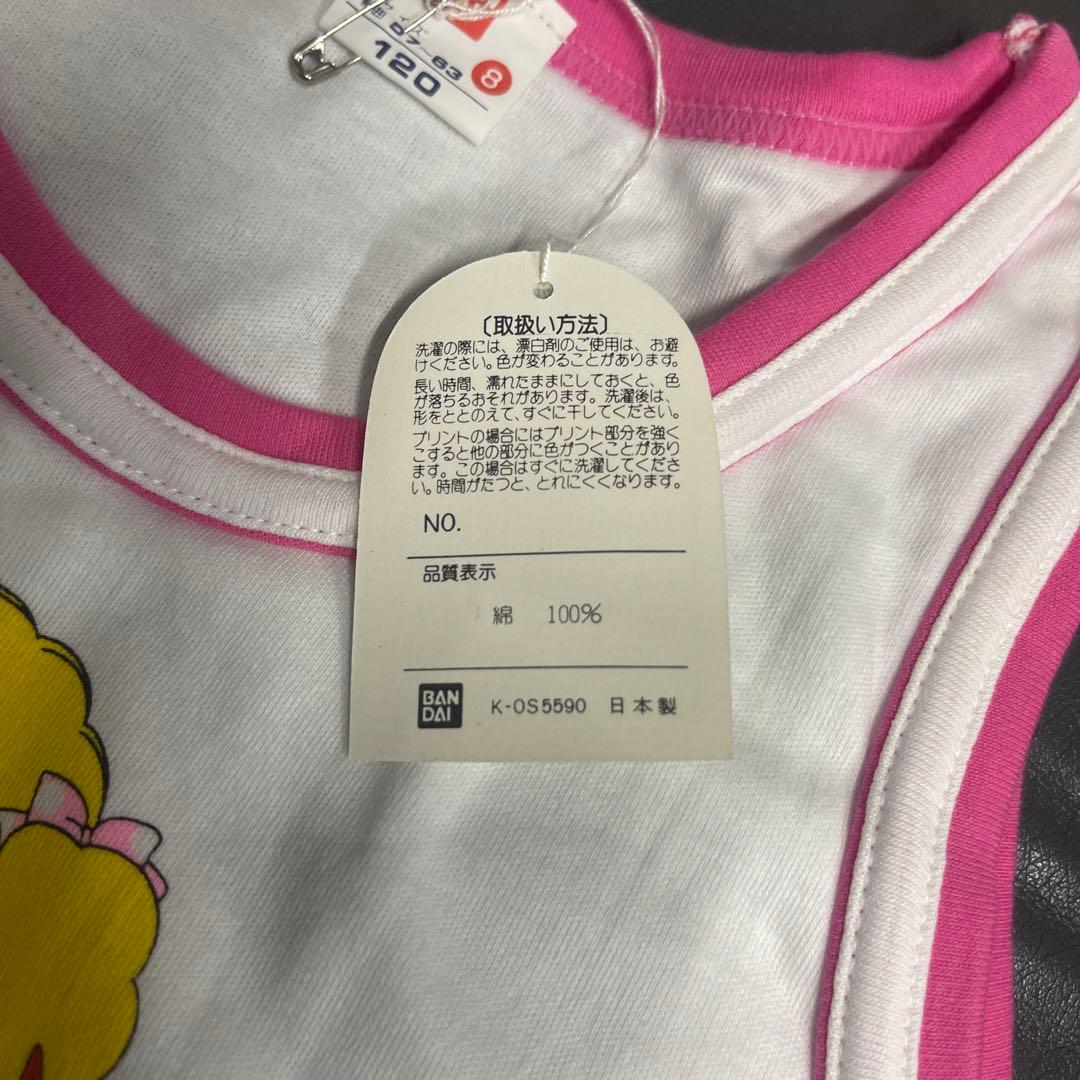 57~63
120
8
〔取扱い方法〕
洗濯の際には、漂白剤のご使用は、お避
けください。色が変わることがあります。
長い時間、濡れたままにしておくと、色
が落ちるおそれがあります。洗濯後は、
形をととのえて、すぐに干してください。
プリントの場合にはプリント部分を強く
こすると他の部分に色がつくことがあり
ます。この場合はすぐに洗濯してくださ
い。時間がたつと、とれにくくなります。
NO.
品質表示
綿 100%
BAN
DAI
K-OS5590 日本製